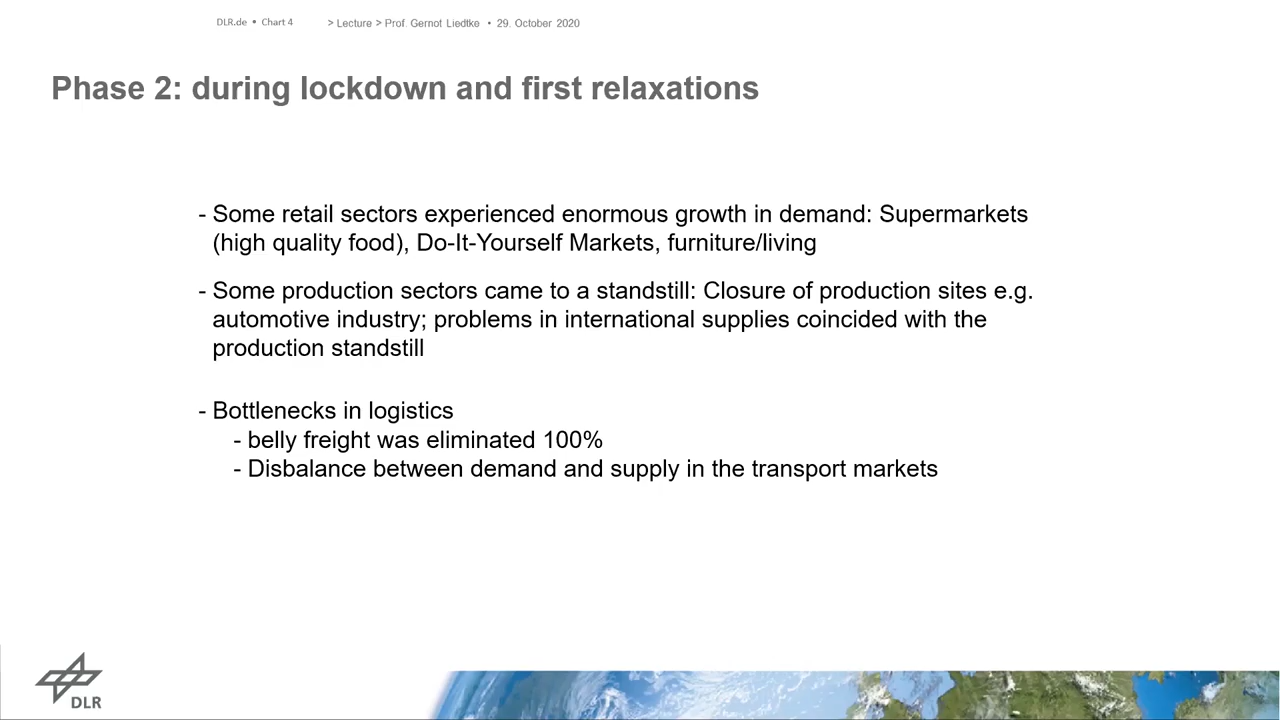 DLR.de • Chart 4 > Lecture > Prof. Gernot Liedtke • 29. October 2020
Phase 2: during lockdown and first relaxations
- Some retail sectors experienced enormous growth in demand: Supermarkets
(high quality food), Do-It-Yourself Markets, furniture/living
- Some production sectors came to a standstill: Closure of production sites e.g.
automotive industry; problems in international supplies coincided with the
production standstill
- Bottlenecks in logistics
- belly freight was eliminated 100%
- Disbalance between demand and supply in the transport markets
DLR